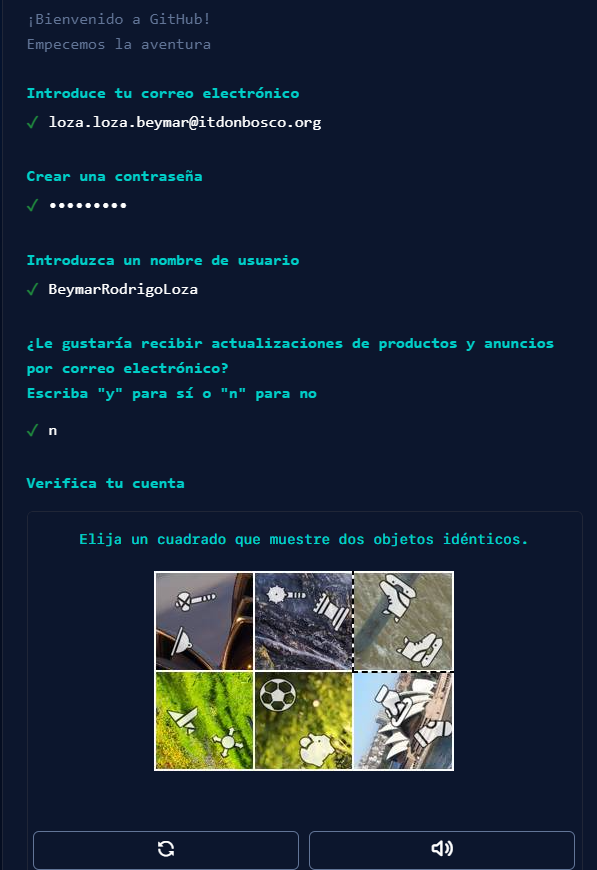 ¡Bienvenido a GitHub!
Empecemos la aventura
Introduce tu correo electrónico
✓ loza.loza.beymar@itdonbosco.org
Crear una contraseña
✓ •••••••••
Introduzca un nombre de usuario
✓ BeymarRodrigoLoza
¿Le gustaría recibir actualizaciones de productos y anuncios
por correo electrónico?
Escriba "y" para sí o "n" para no
✓ n
Verifica tu cuenta
Elija un cuadrado que muestre dos objetos idénticos.